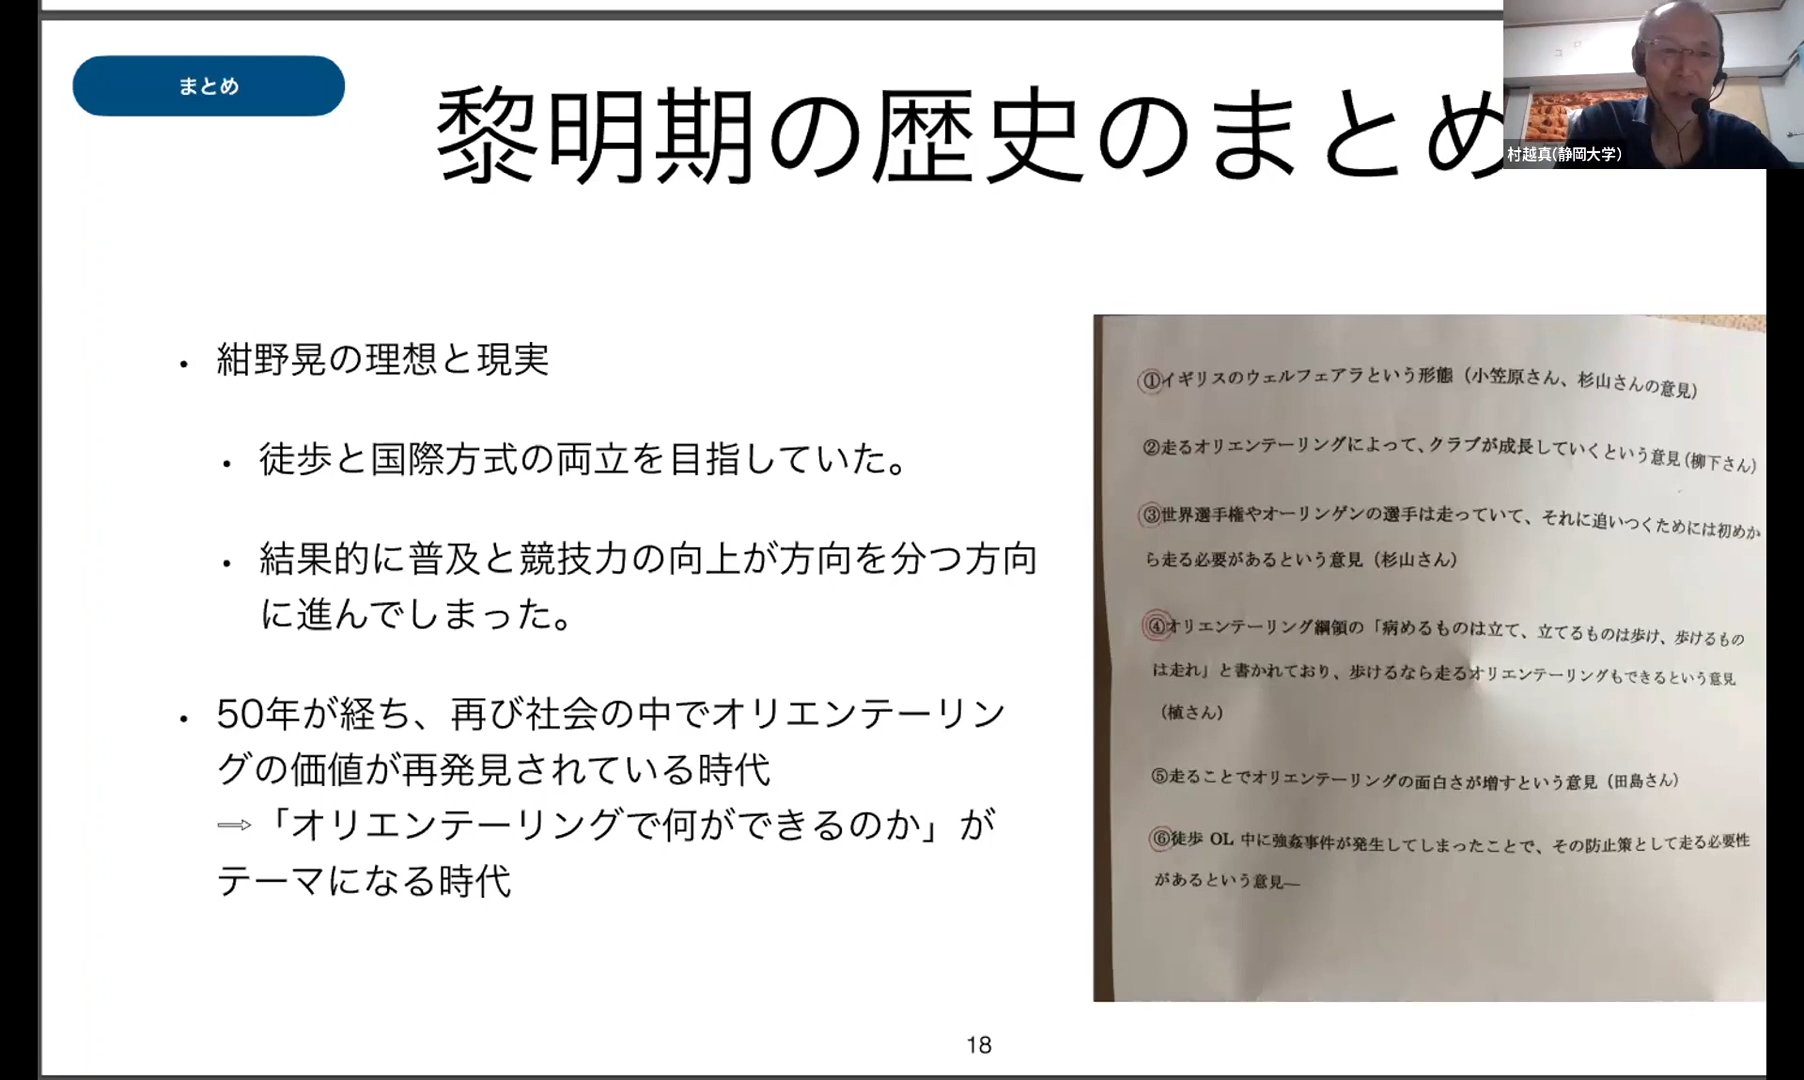 まとめ
黎明期の歴史のまとめ
村越真(静岡大学)
・紺野晃の理想と現実
・徒歩と国際方式の両立を目指していた。
・結果的に普及と競技力の向上が方向を分つ方向
に進んでしまった。
・50年が経ち、再び社会の中でオリエンテーリン
グの価値が再発見されている時代
⇒「オリエンテーリングで何ができるのか」が
テーマになる時代
①イギリスのウェルフェアラという形態（小笠原さん、杉山さんの意見）
②走るオリエンテーリングによって、クラブが成長していくという意見（柳下さん）
③世界選手権やオーリンゲンの選手は走っていて、それに追いつくためには初めか
ら走る必要があるという意見（杉山さん）
④オリエンテーリング綱領の「病めるものは立て、立てるものは歩け、歩けるもの
は走れ」と書かれており、歩けるなら走るオリエンテーリングもできるという意見
（植さん）
⑤走ることでオリエンテーリングの面白さが増すという意見（田島さん）
⑥徒歩 OL 中に強姦事件が発生してしまったことで、その防止策として走る必要性
があるという意見―
18